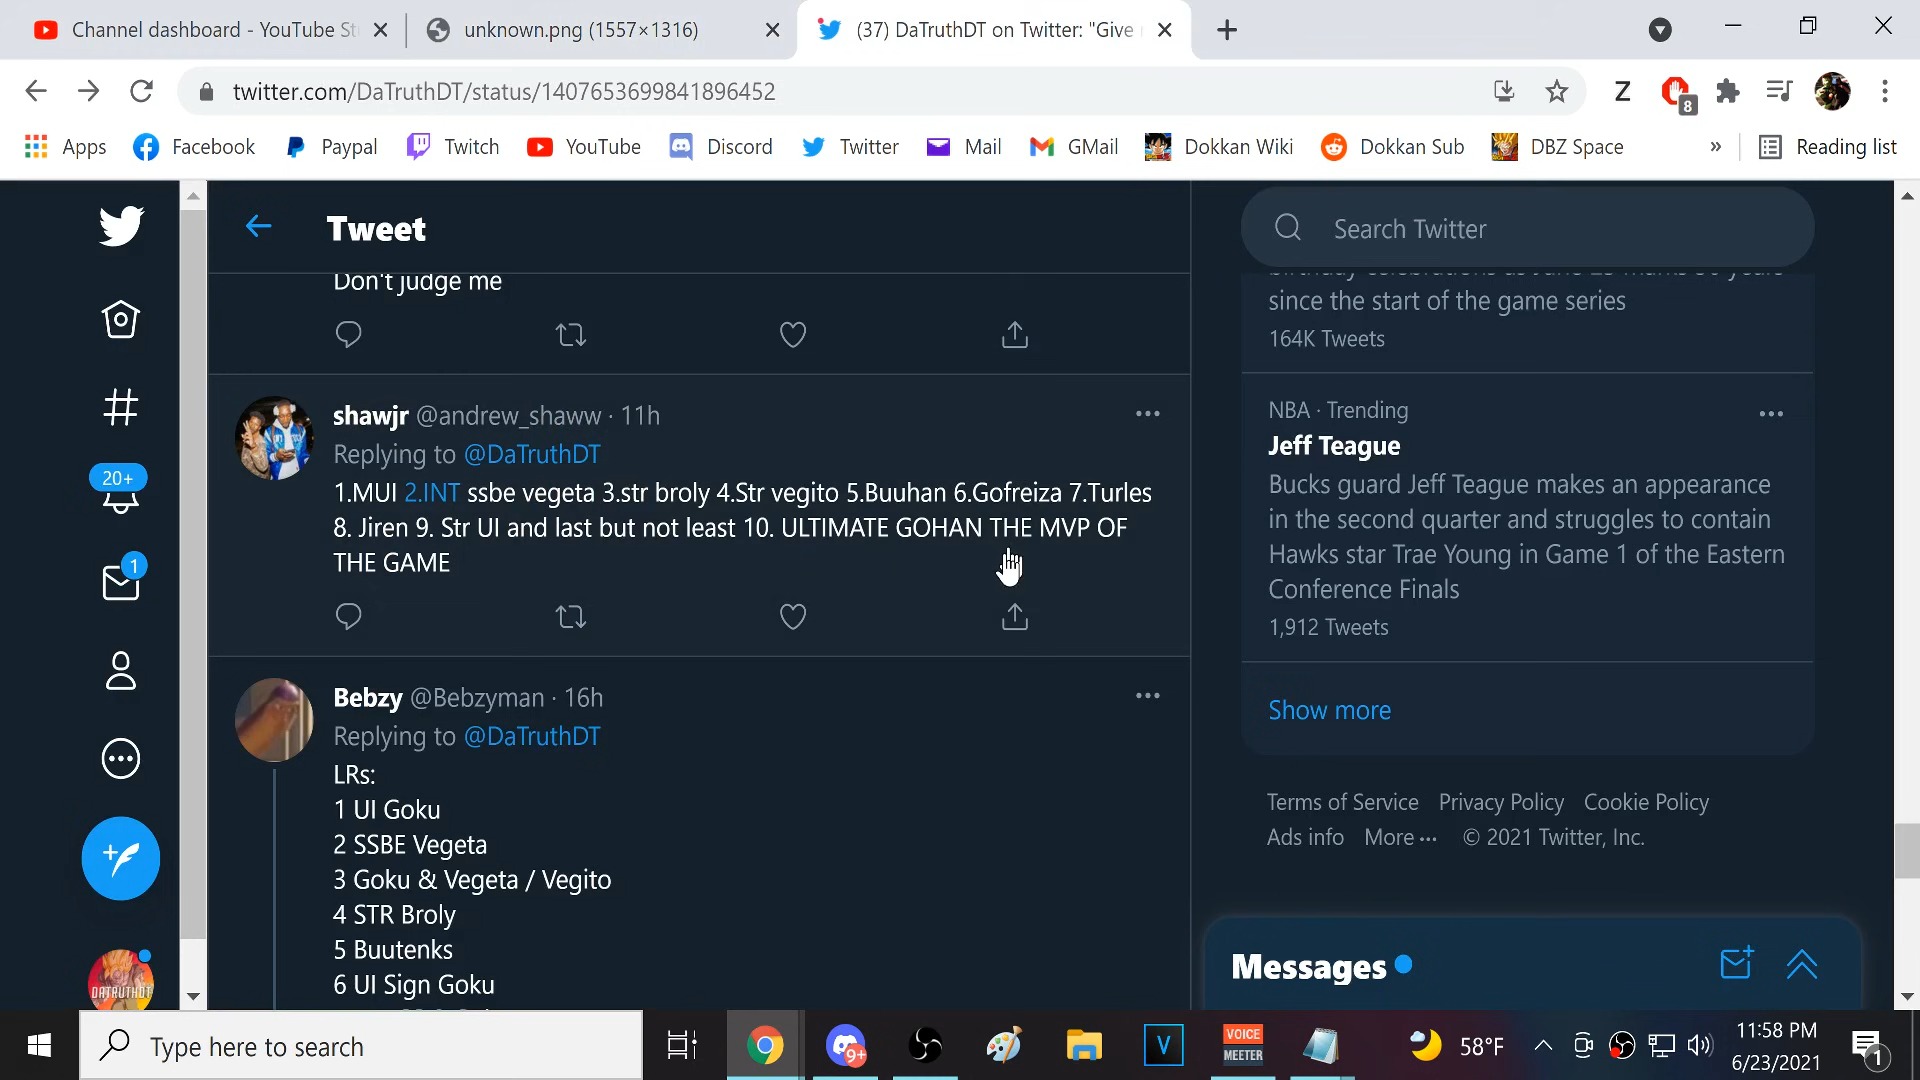 Channel dashboard - YouTube St
unknown.png (1557×1316)
(37) DaTruthDT on Twitter: "Give
twitter.com/DaTruthDT/status/1407653699841896452
Z
8
Apps
Facebook
Paypal
Twitch
YouTube
Discord
Twitter
Mail
GMail
Dokkan Wiki
Dokkan Sub
DBZ Space
»
Reading list
Tweet
Search Twitter
Don't judge me
shawjr @andrew_shaww · 11h
Replying to @DaTruthDT
1.MUI 2.INT ssbe vegeta 3.str broly 4.Str vegito 5.Buuhan 6.Gofreiza 7.Turles
8. Jiren 9. Str UI and last but not least 10. ULTIMATE GOHAN THE MVP OF
THE GAME
Bebzy @Bebzyman · 16h
Replying to @DaTruthDT
LRs:
1 UI Goku
2 SSBE Vegeta
3 Goku & Vegeta / Vegito
4 STR Broly
5 Buutenks
6 UI Sign Goku
20+
1
DATRUTHDT
since the start of the game series
164K Tweets
NBA · Trending
Jeff Teague
Bucks guard Jeff Teague makes an appearance
in the second quarter and struggles to contain
Hawks star Trae Young in Game 1 of the Eastern
Conference Finals
1,912 Tweets
Show more
Terms of Service Privacy Policy Cookie Policy
Ads info More ··· © 2021 Twitter, Inc.
Messages
Type here to search
9+
V
VOICE
MEETER
58°F
11:58 PM
6/23/2021
1